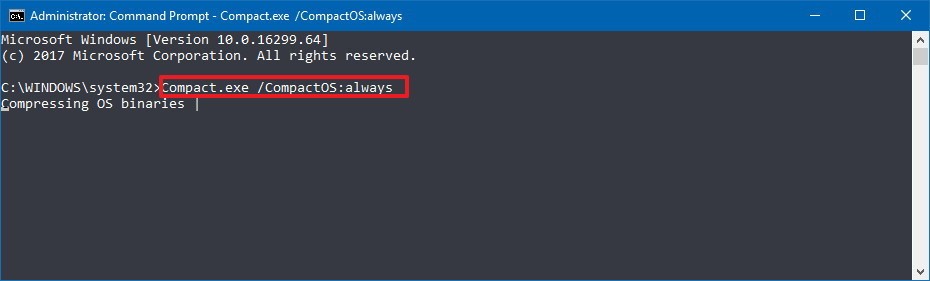 Administrator: Command Prompt - Compact.exe /CompactOS:always
Microsoft Windows [Version 10.0.16299.64]
(c) 2017 Microsoft Corporation. All rights reserved.
C:\WINDOWS\system32>Compact.exe /CompactOS:always
Compressing OS binaries |